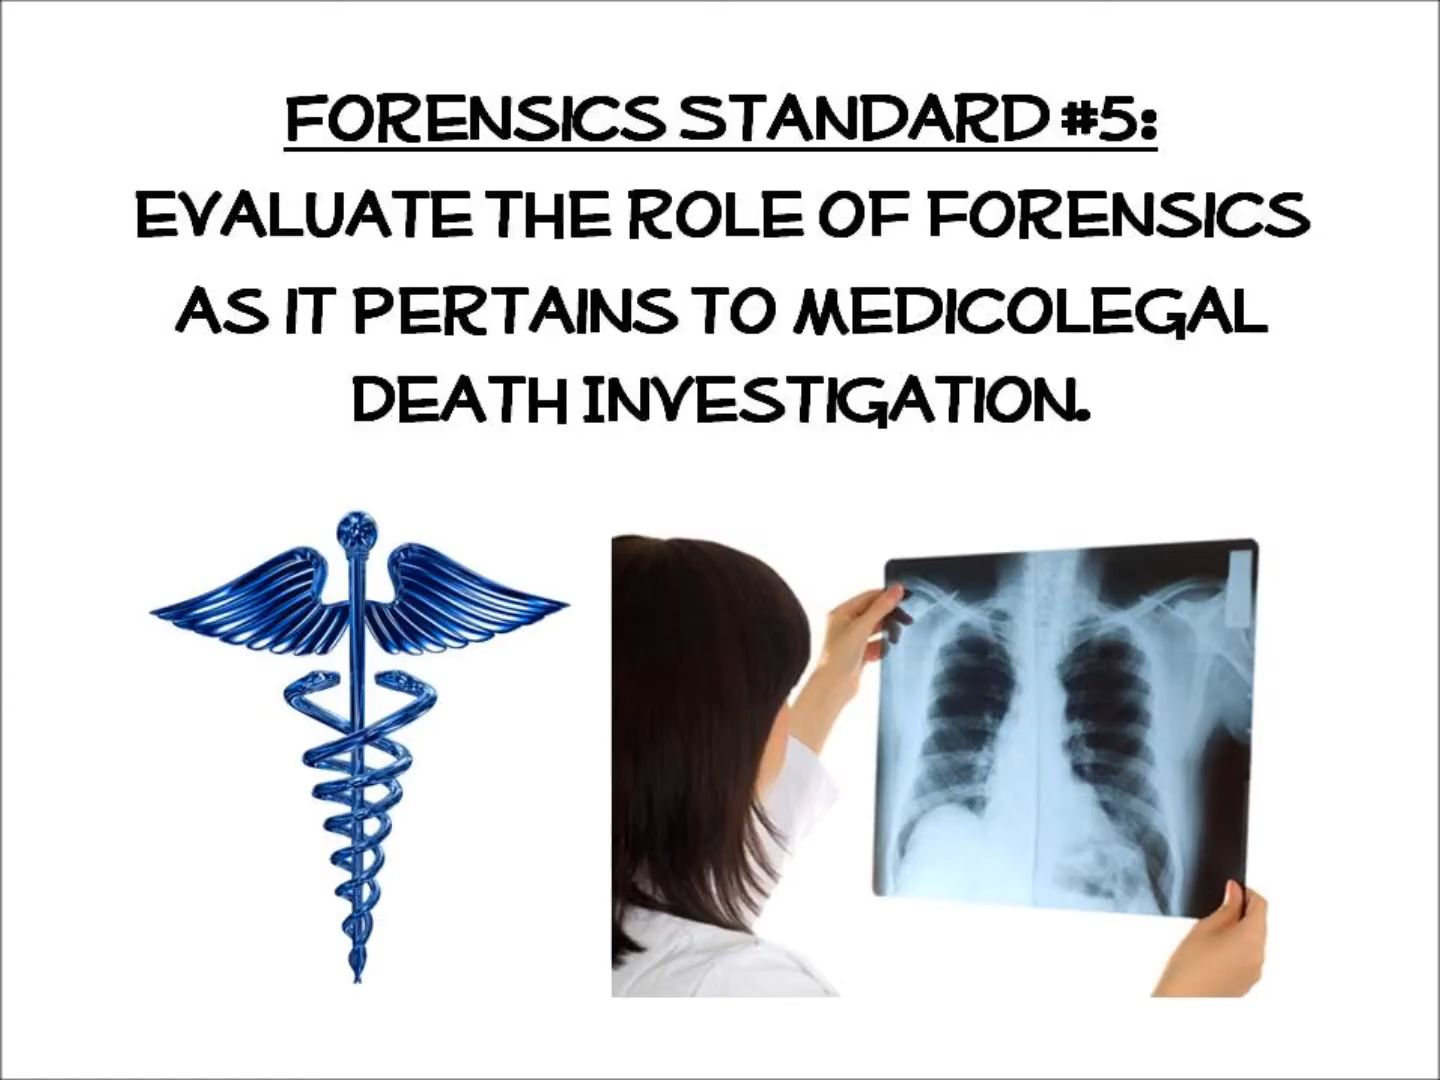 FORENSICS STANDARD #5:
EVALUATE THE ROLE OF FORENSICS
AS IT PERTAINS TO MEDICOLEGAL
DEATH INVESTIGATION.